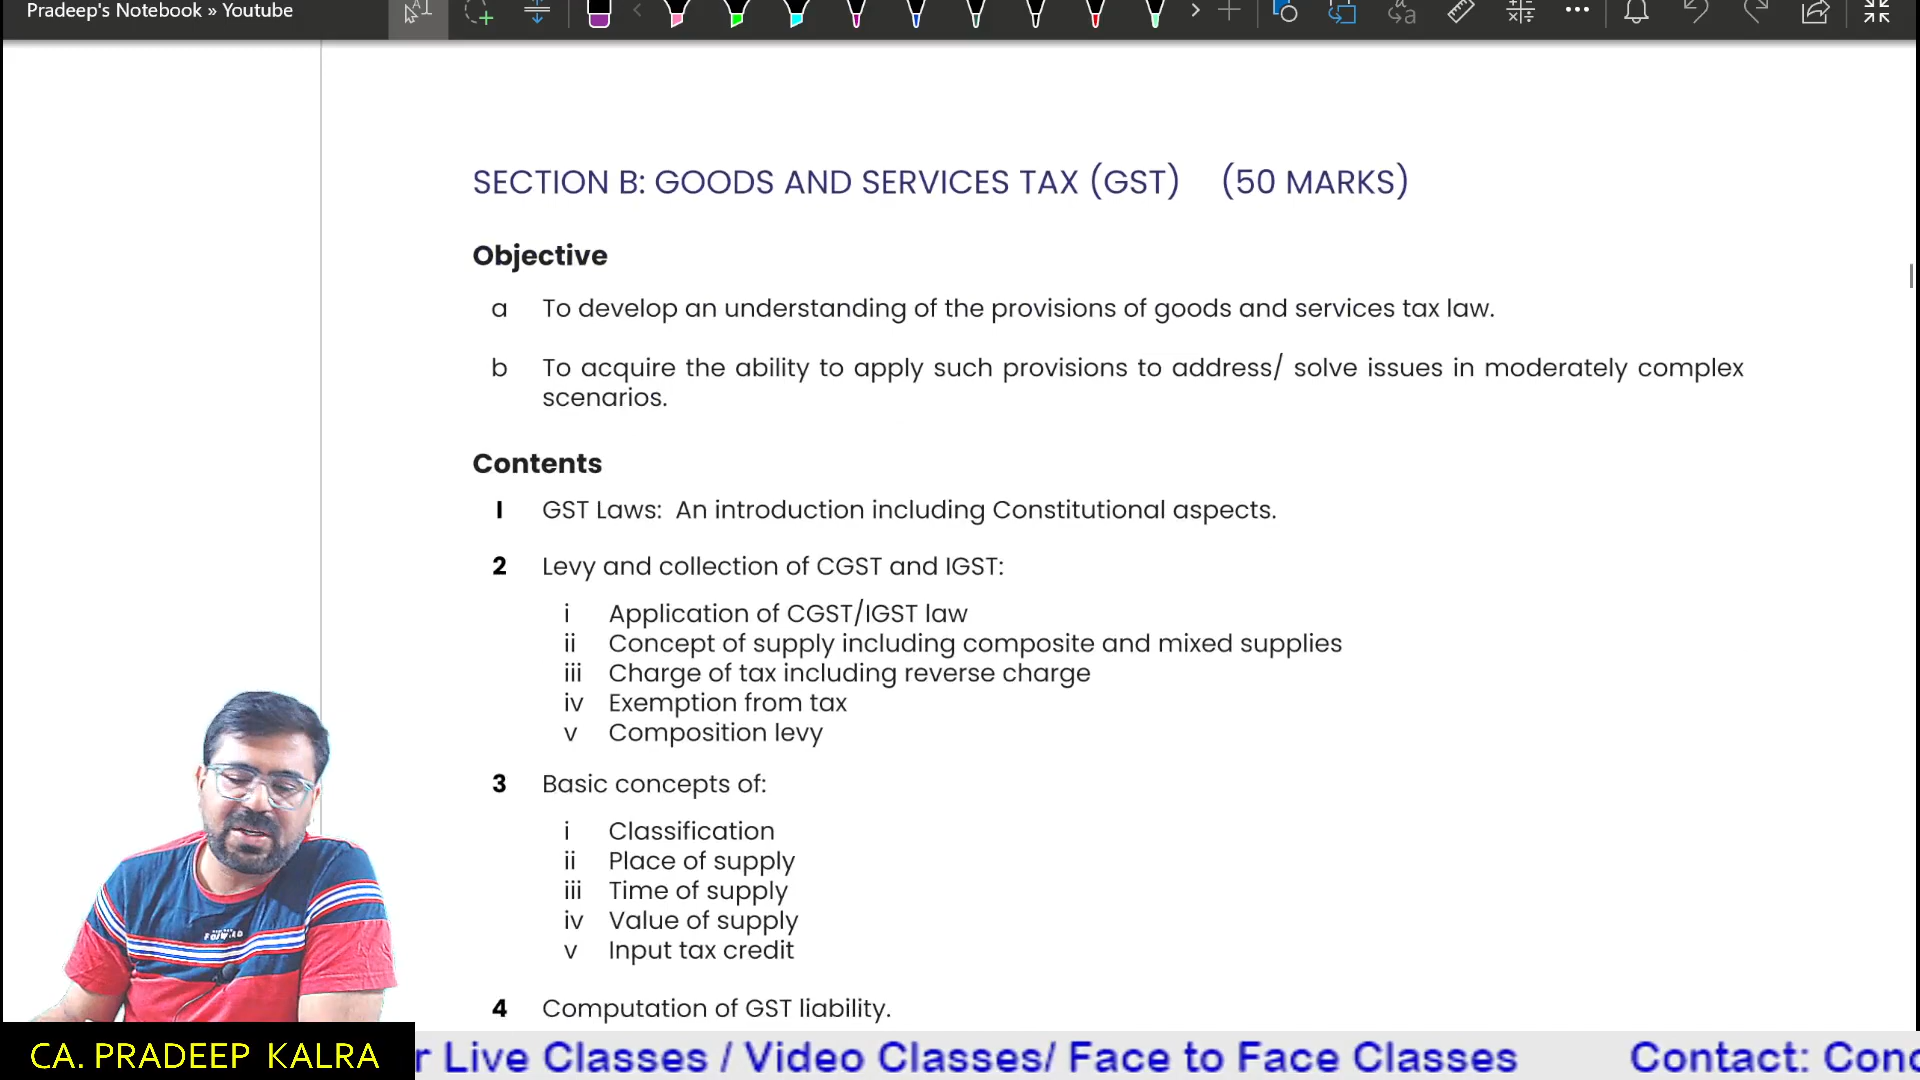 Pradeep's Notebook » Youtube
SECTION B: GOODS AND SERVICES TAX (GST) (50 MARKS)
Objective
a To develop an understanding of the provisions of goods and services tax law.
b To acquire the ability to apply such provisions to address/ solve issues in moderately complex
scenarios.
Contents
1 GST Laws: An introduction including Constitutional aspects.
2 Levy and collection of CGST and IGST:
i Application of CGST/IGST law
ii Concept of supply including composite and mixed supplies
iii Charge of tax including reverse charge
iv Exemption from tax
v Composition levy
3 Basic concepts of:
i Classification
ii Place of supply
iii Time of supply
iv Value of supply
v Input tax credit
4 Computation of GST liability.
CA. PRADEEP KALRA
r Live Classes / Video Classes/ Face to Face Classes Contact: Conc